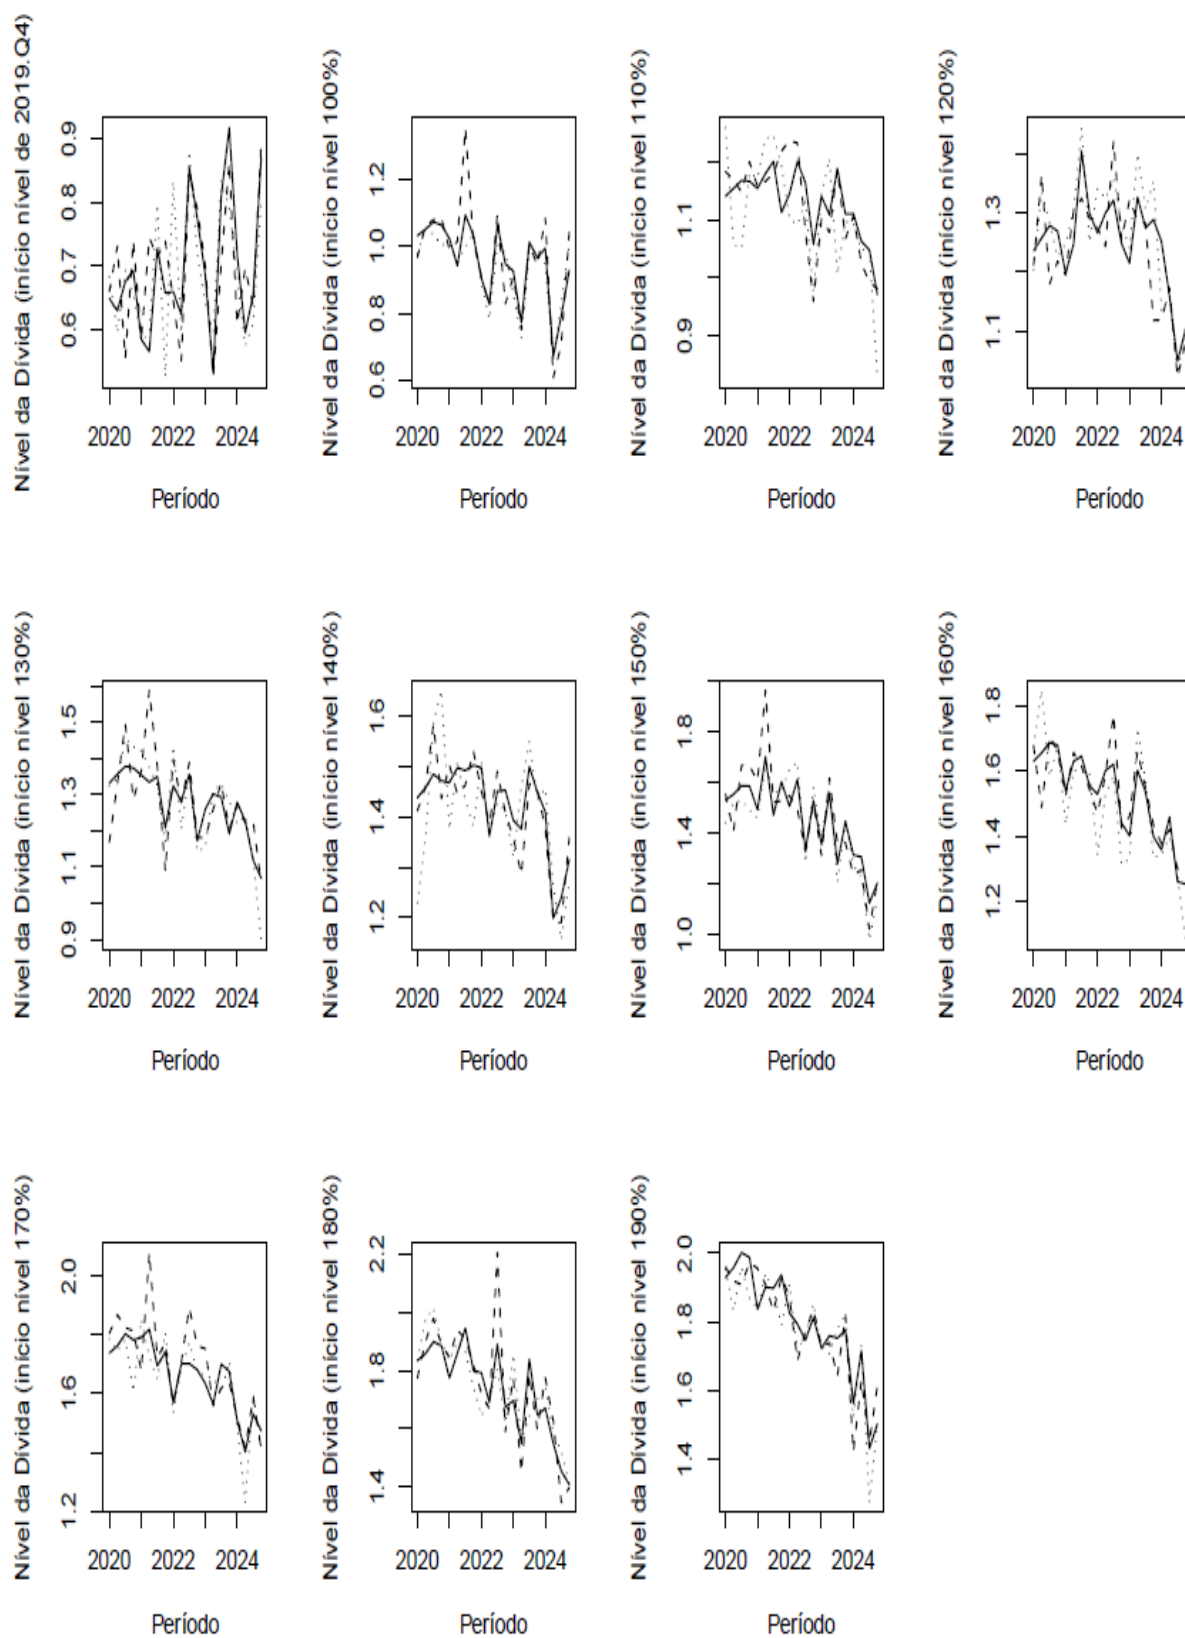 Nível da Dívida (início nível de 2019.Q4)
0.6 0.7 0.8 0.9
2020 2022 2024
Período
Nível da Dívida (início nível 100%)
0.6 0.8 1.0 1.2
2020 2022 2024
Período
Nível da Dívida (início nível 110%)
0.9 1.1
2020 2022 2024
Período
Nível da Dívida (início nível 120%)
1.1 1.3
2020 2022 2024
Período
Nível da Dívida (início nível 130%)
0.9 1.1 1.3 1.5
2020 2022 2024
Período
Nível da Dívida (início nível 140%)
1.2 1.4 1.6
2020 2022 2024
Período
Nível da Dívida (início nível 150%)
1.0 1.4 1.8
2020 2022 2024
Período
Nível da Dívida (início nível 160%)
1.2 1.4 1.6 1.8
2020 2022 2024
Período
Nível da Dívida (início nível 170%)
1.2 1.6 2.0
2020 2022 2024
Período
Nível da Dívida (início nível 180%)
1.4 1.8 2.2
2020 2022 2024
Período
Nível da Dívida (início nível 190%)
1.4 1.6 1.8 2.0
2020 2022 2024
Período